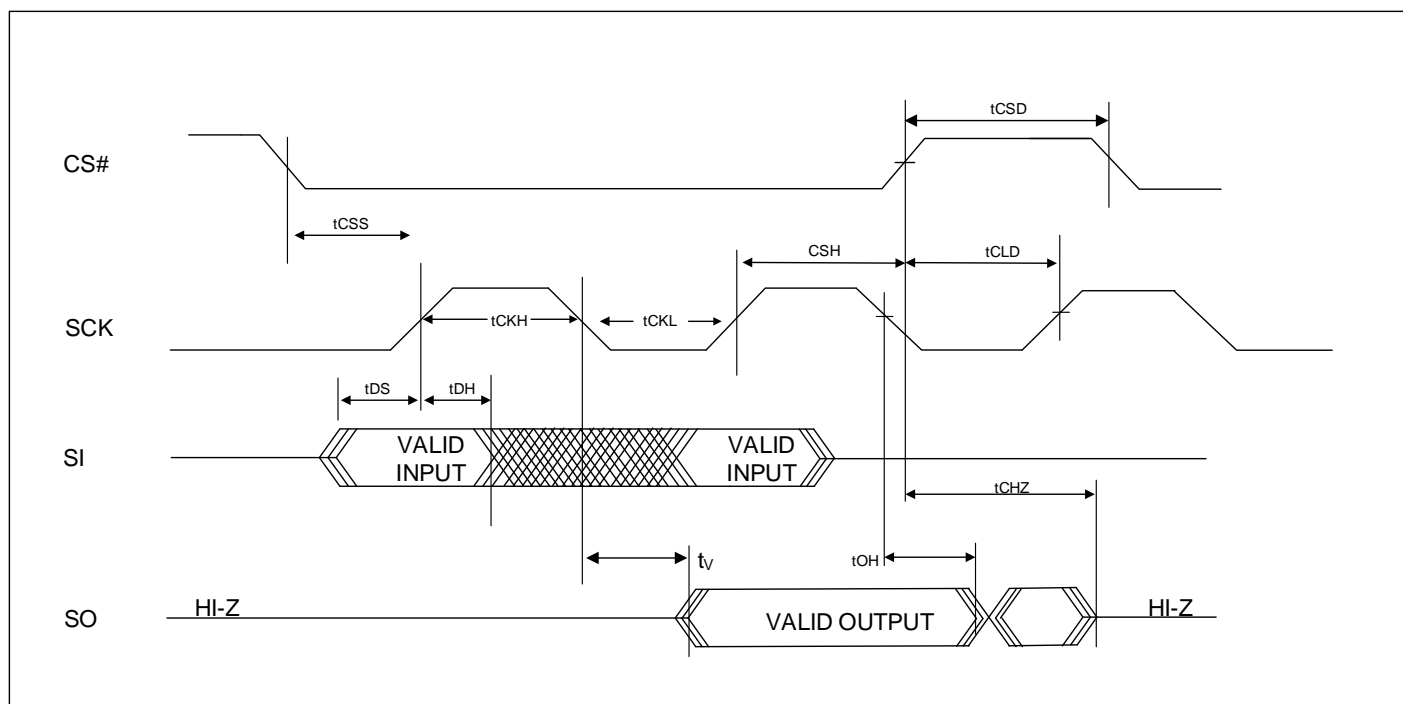 tCSD
CS#
tCSS
CSH
tCLD
SCK
tCKH
tCKL
tDS
tDH
SI
VALID
INPUT
VALID
INPUT
tCHZ
tV
tOH
SO
HI-Z
VALID OUTPUT
HI-Z